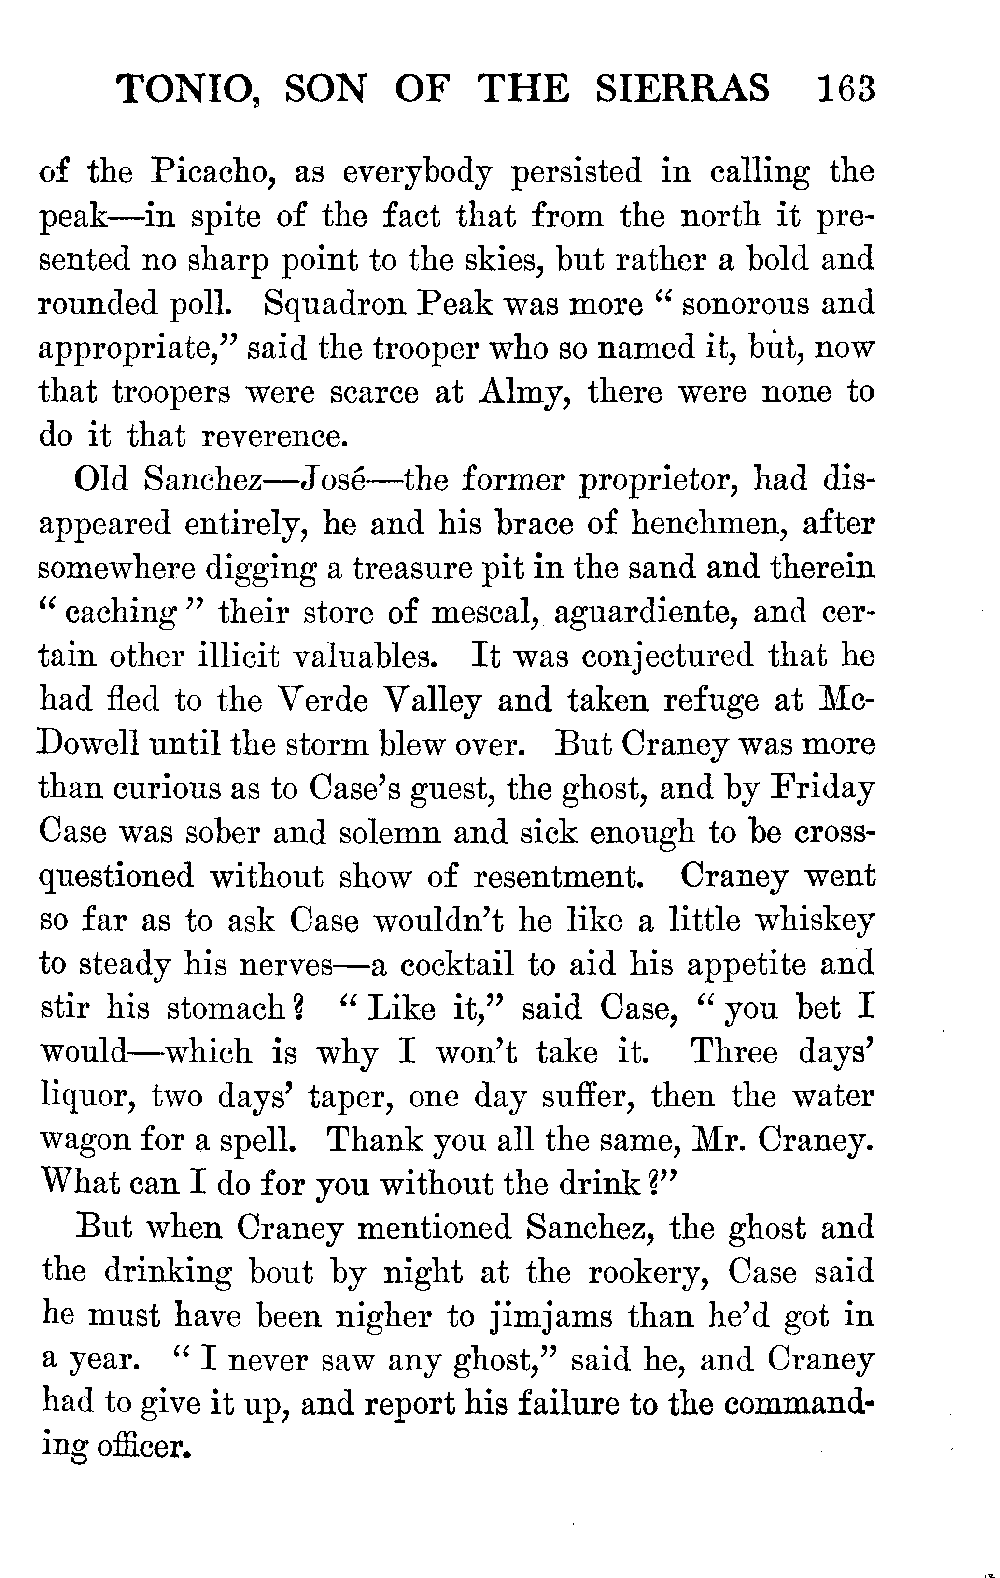 TONIO, SON OF THE SIERRAS 163
of the Picacho, as everybody persisted in calling the
peak—in spite of the fact that from the north it pre-
sented no sharp point to the skies, but rather a bold and
rounded poll. Squadron Peak was more “ sonorous and
appropriate,” said the trooper who so named it, but, now
that troopers were scarce at Almy, there were none to
do it that reverence.
Old Sanchez—José—the former proprietor, had dis-
appeared entirely, he and his brace of henchmen, after
somewhere digging a treasure pit in the sand and therein
“ caching ” their store of mescal, aguardiente, and cer-
tain other illicit valuables. It was conjectured that he
had fled to the Verde Valley and taken refuge at Mc-
Dowell until the storm blew over. But Craney was more
than curious as to Case’s guest, the ghost, and by Friday
Case was sober and solemn and sick enough to be cross-
questioned without show of resentment. Craney went
so far as to ask Case wouldn’t he like a little whiskey
to steady his nerves—a cocktail to aid his appetite and
stir his stomach? “ Like it,” said Case, “ you bet I
would—which is why I won’t take it. Three days’
liquor, two days’ taper, one day suffer, then the water
wagon for a spell. Thank you all the same, Mr. Craney.
What can I do for you without the drink?”
But when Craney mentioned Sanchez, the ghost and
the drinking bout by night at the rookery, Case said
he must have been nigher to jimjams than he’d got in
a year. “ I never saw any ghost,” said he, and Craney
had to give it up, and report his failure to the command-
ing officer.